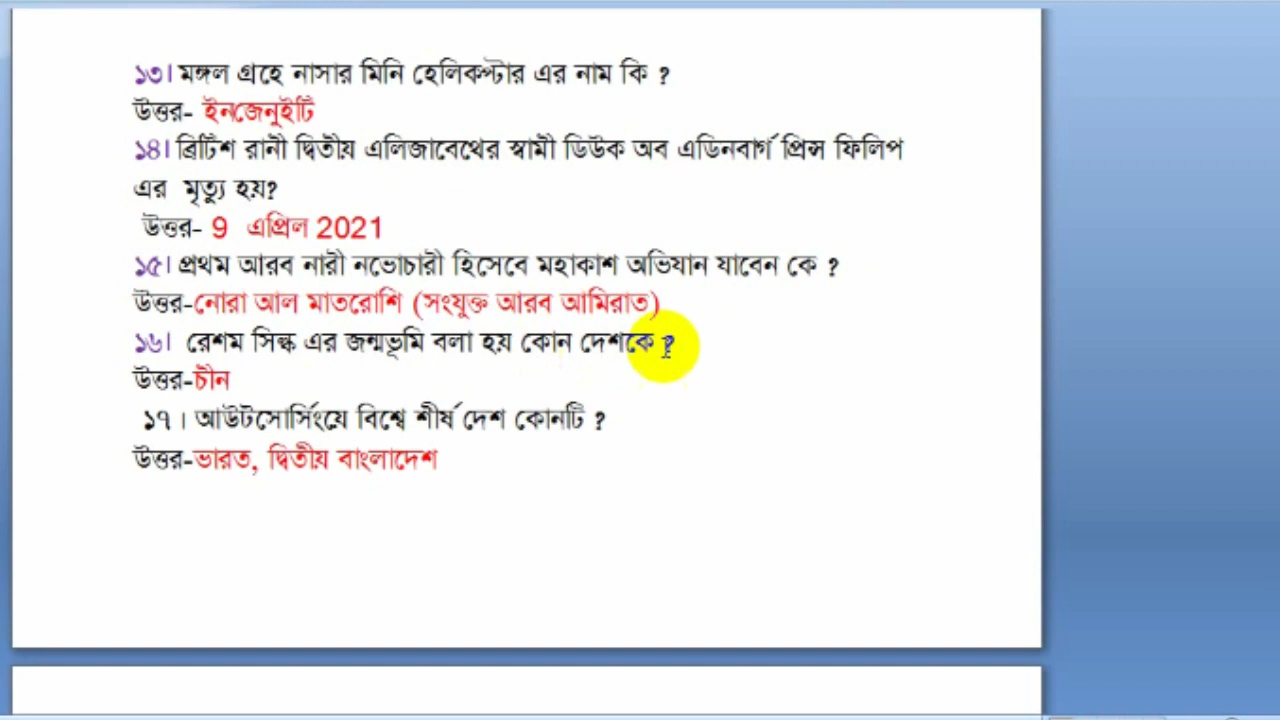 ১৩। মঙ্গল গ্রহে নাসার মিনি হেলিকপ্টার এর নাম কি ?
উত্তর- ইনজেনুইটি
১৪। ব্রিটিশ রানী দ্বিতীয় এলিজাবেথের স্বামী ডিউক অব এডিনবার্গ প্রিন্স ফিলিপ
এর মৃত্যু হয়?
উত্তর- 9 এপ্রিল 2021
১৫। প্রথম আরব নারী নভোচারী হিসেবে মহাকাশ অভিযান যাবেন কে ?
উত্তর-নোরা আল মাতরোশি (সংযুক্ত আরব আমিরাত)
১৬। রেশম সিল্ক এর জন্মভূমি বলা হয় কোন দেশকে ?
উত্তর-চীন
১৭। আউটসোর্সিংয়ে বিশ্বে শীর্ষ দেশ কোনটি ?
উত্তর-ভারত, দ্বিতীয় বাংলাদেশ